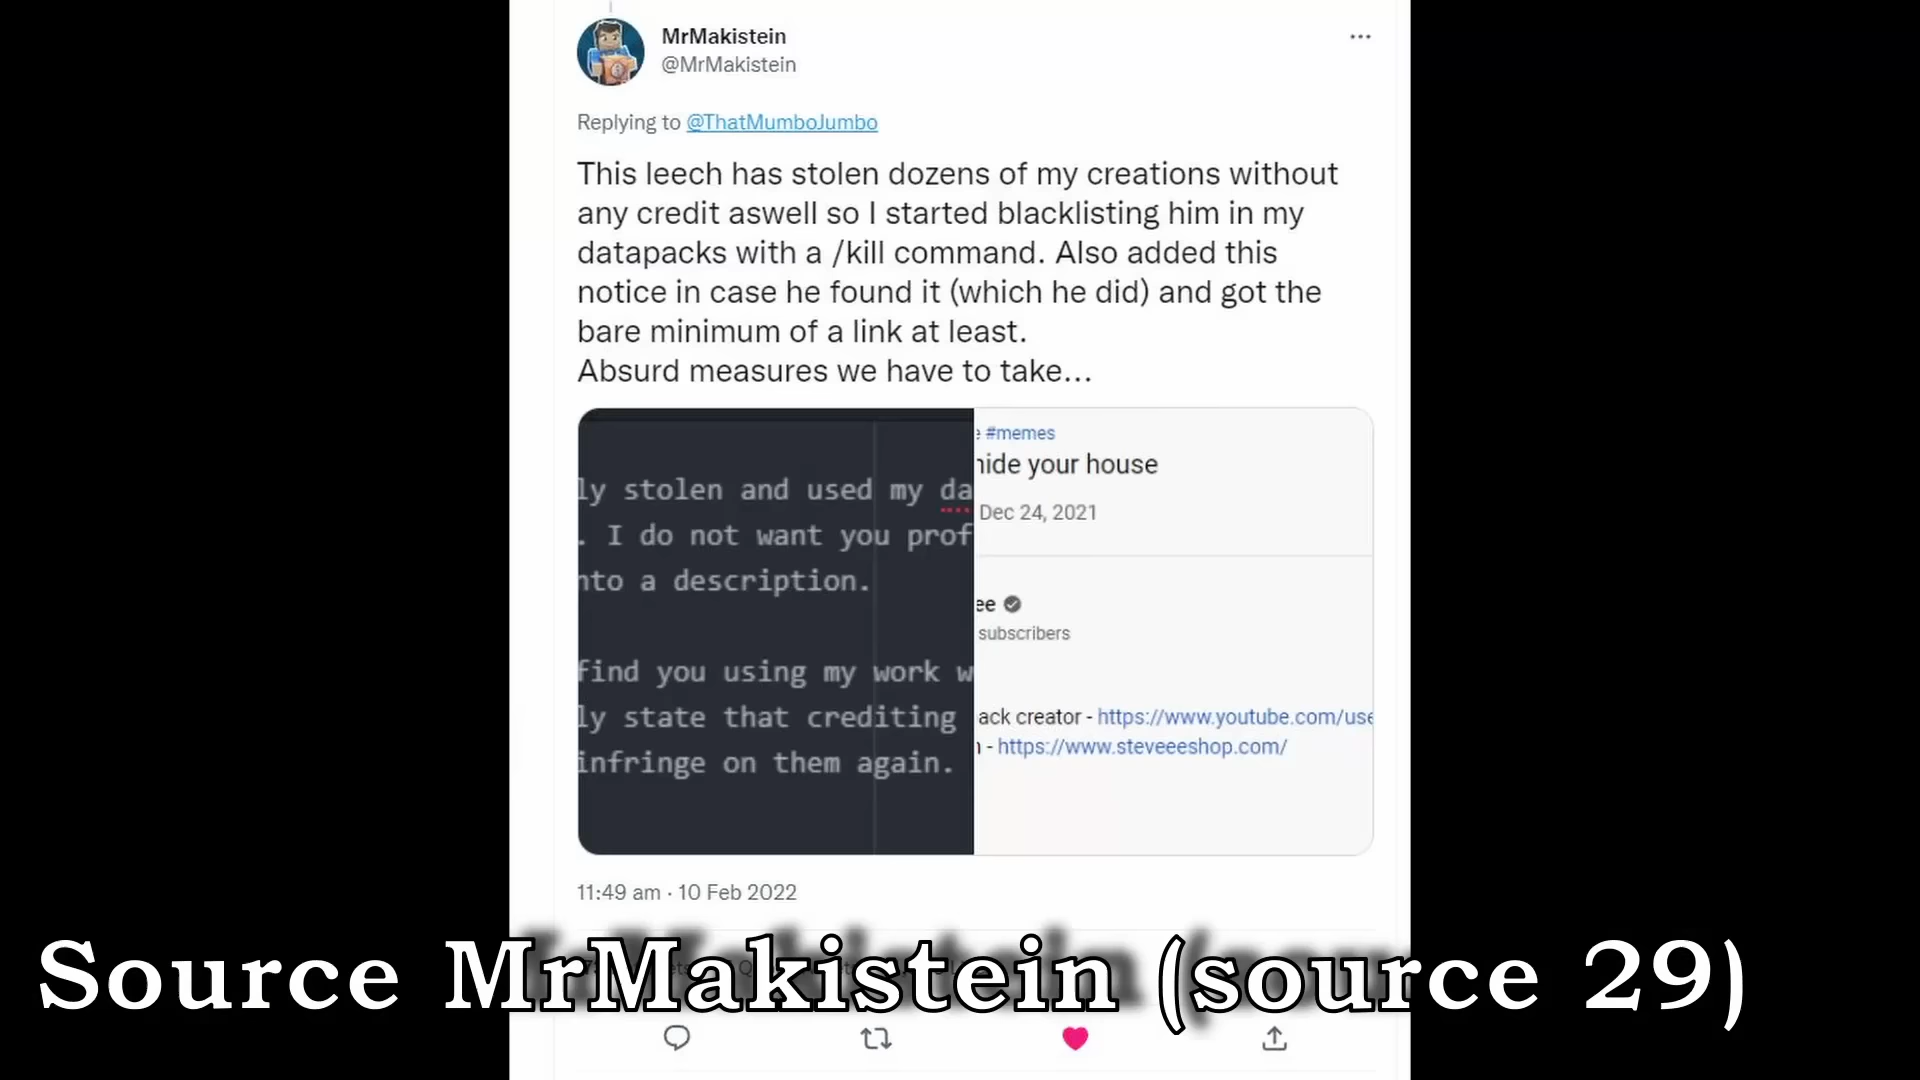 MrMakistein
@MrMakistein
Replying to @ThatMumboJumbo
This leech has stolen dozens of my creations without
any credit aswell so I started blacklisting him in my
datapacks with a /kill command. Also added this
notice in case he found it (which he did) and got the
bare minimum of a link at least.
Absurd measures we have to take...
ly stolen and used my da
. I do not want you prof
nto a description.
find you using my work w
ly state that crediting
infringe on them again.
#memes
hide your house
Dec 24, 2021
ee
subscribers
ack creator - https://www.youtube.com/use
- https://www.steveeeshop.com/
11:49 am · 10 Feb 2022
Source MrMakistein (source 29)